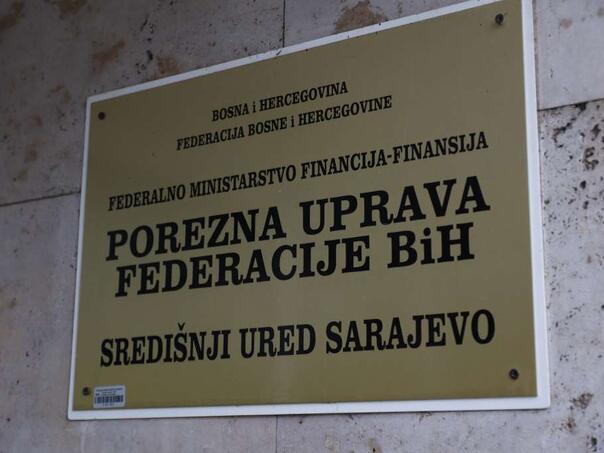 BOSNA i HERCEGOVINA
FEDERACIJA BOSNE i HERCEGOVINE
FEDERALNO MINISTARSTVO FINANCIJA-FINANSIJA
POREZNA UPRAVA
FEDERACIJE BiH
SREDIŠNJI URED SARAJEVO